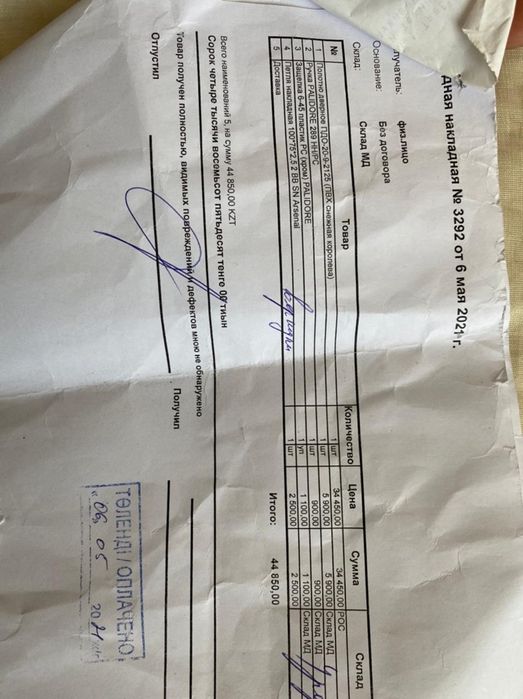 дная накладная № 3292 от 6 мая 2021 г.
лучатель: физ.лицо
Основание: Без договора
Склад: Склад МД
№ Товар Количество Цена Сумма Склад
1 Полотно дверное ПДО-20-9-2125 (ПВХ снежная королева) 1 шт 34 450,00 34 450,00 РОС
2 Ручка PALIDORE 289 HH/PC 1 шт 5 900,00 5 900,00 Склад МД
3 Защелка 6-45 пластик PC (хром) PALIDORE 1 шт 900,00 900,00 Склад МД
4 Петля накладная 100*75*2,5 2 BB SN Arsenal 1 уп 1 100,00 1 100,00 Склад МД
5 Доставка 1 шт 2 500,00 2 500,00 Склад МД
Итого: 44 850,00
Всего наименований 5, на сумму 44 850,00 KZT
Сорок четыре тысячи восемьсот пятьдесят тенге 00 тиын
Товар получен полностью, видимых повреждений и дефектов мною не обнаружено
Отпустил Получил
ТӨЛЕНДІ / ОПЛАЧЕНО
« 06 05 2021